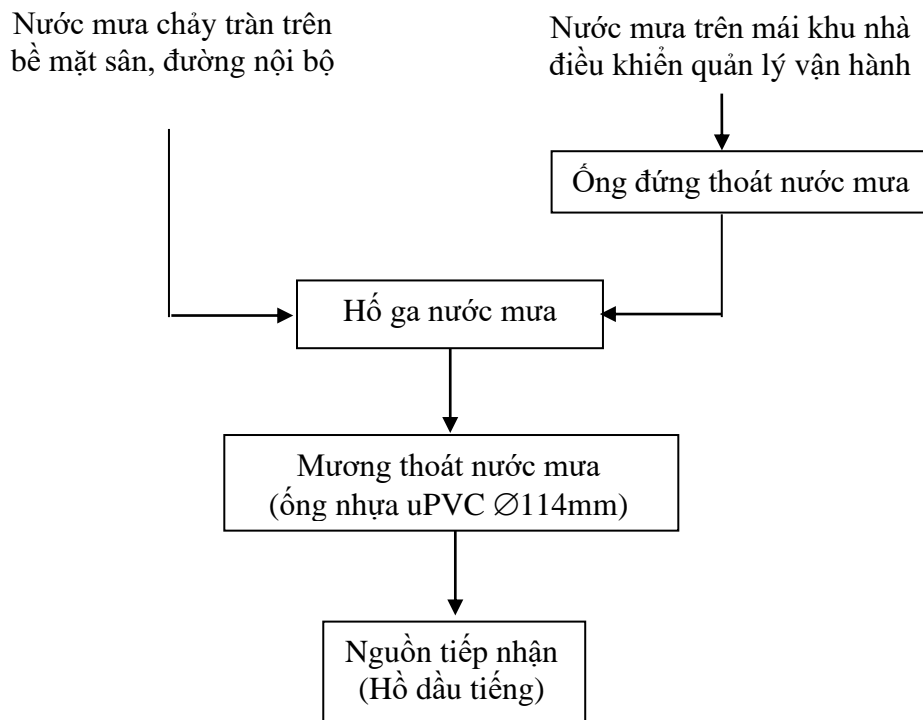 Nước mưa chảy tràn trên
bề mặt sân, đường nội bộ
Nước mưa trên mái khu nhà
điều khiển quản lý vận hành
Ống đứng thoát nước mưa
Hố ga nước mưa
Mương thoát nước mưa
(ống nhựa uPVC ∅114mm)
Nguồn tiếp nhận
(Hồ dầu tiếng)